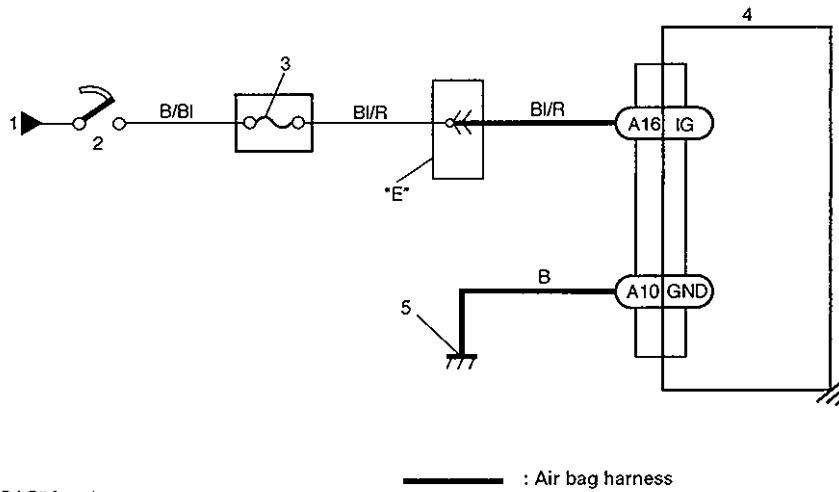 4
3
B/Bl
Bl/R
Bl/R
A16 IG
1
2
"E"
B
A10 GND
5
: Air bag harness